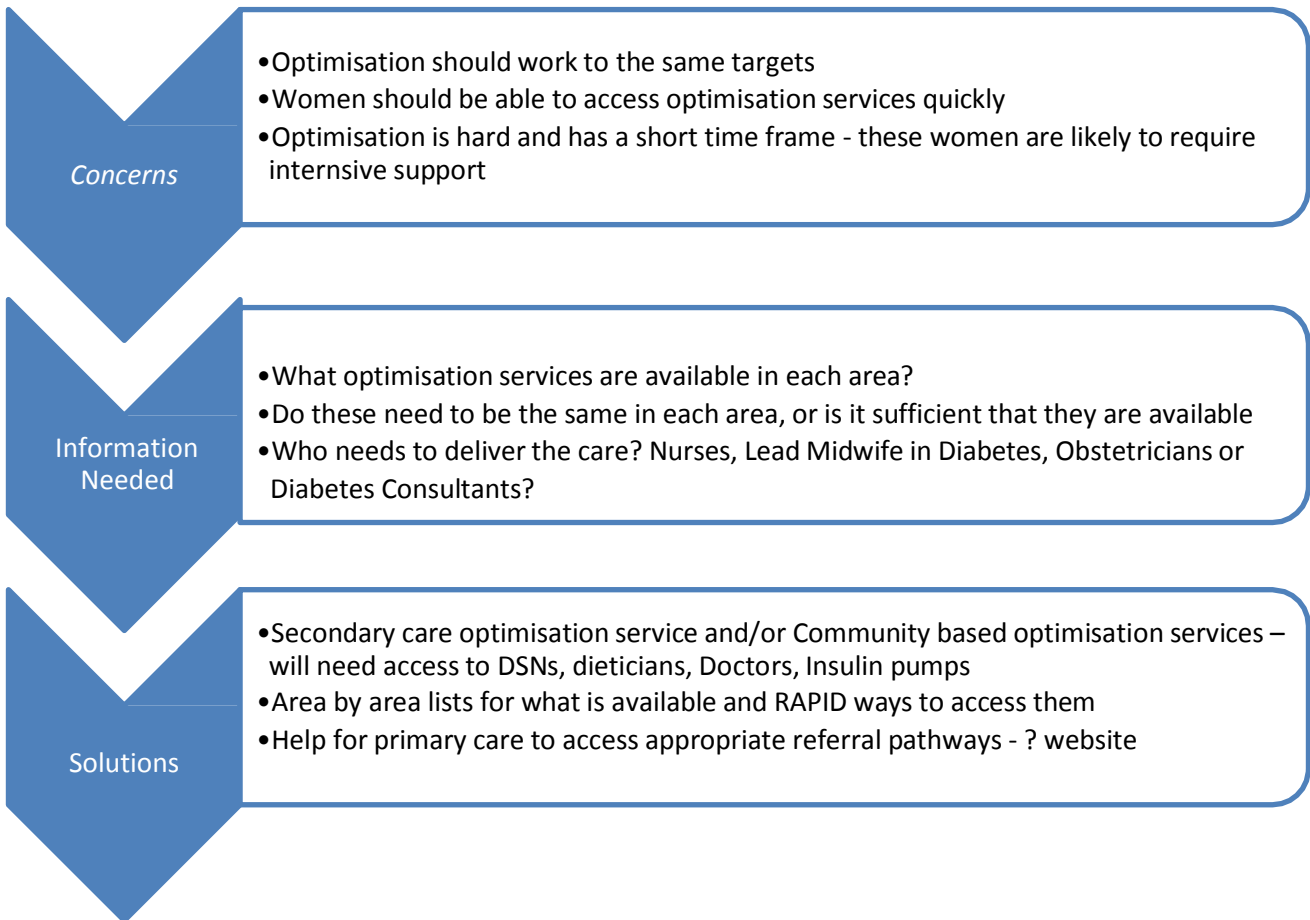 Concerns
•Optimisation should work to the same targets
•Women should be able to access optimisation services quickly
•Optimisation is hard and has a short time frame - these women are likely to require
internsive support
Information
Needed
•What optimisation services are available in each area?
•Do these need to be the same in each area, or is it sufficient that they are available
•Who needs to deliver the care? Nurses, Lead Midwife in Diabetes, Obstetricians or
Diabetes Consultants?
Solutions
•Secondary care optimisation service and/or Community based optimisation services –
will need access to DSNs, dieticians, Doctors, Insulin pumps
•Area by area lists for what is available and RAPID ways to access them
•Help for primary care to access appropriate referral pathways - ? website